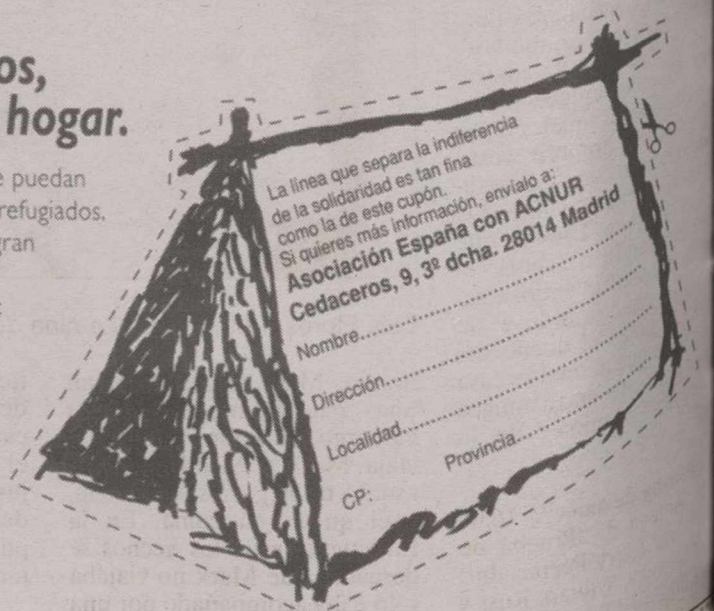 os,
hogar.
e puedan
refugiados.
gran
La línea que separa la indiferencia
de la solidaridad es tan fina
como la de este cupón.
Si quieres más información, envíalo a:
Asociación España con ACNUR
Cedaceros, 9, 3º dcha. 28014 Madrid
Nombre
Dirección
Localidad
Provincia
CP: